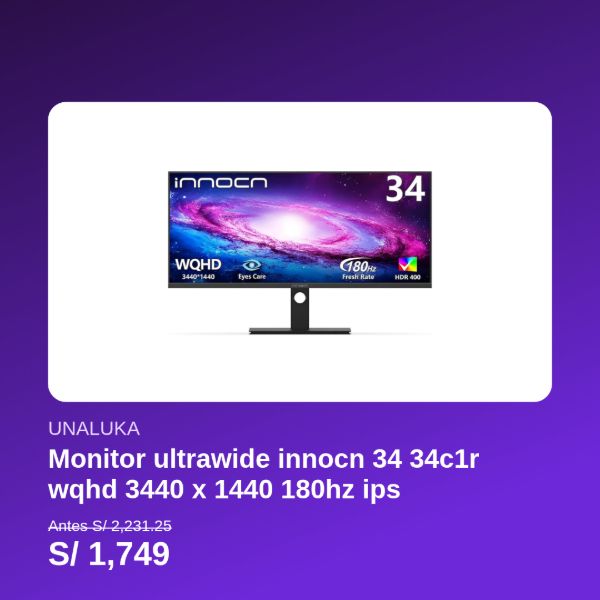 INNOCN
34
WQHD
3440*1440
Eyes Care
180Hz
Fresh Rate
HDR 400
UNALUKA
Monitor ultrawide innocn 34 34c1r
wqhd 3440 x 1440 180hz ips
Antes S/ 2,231.25
S/ 1,749